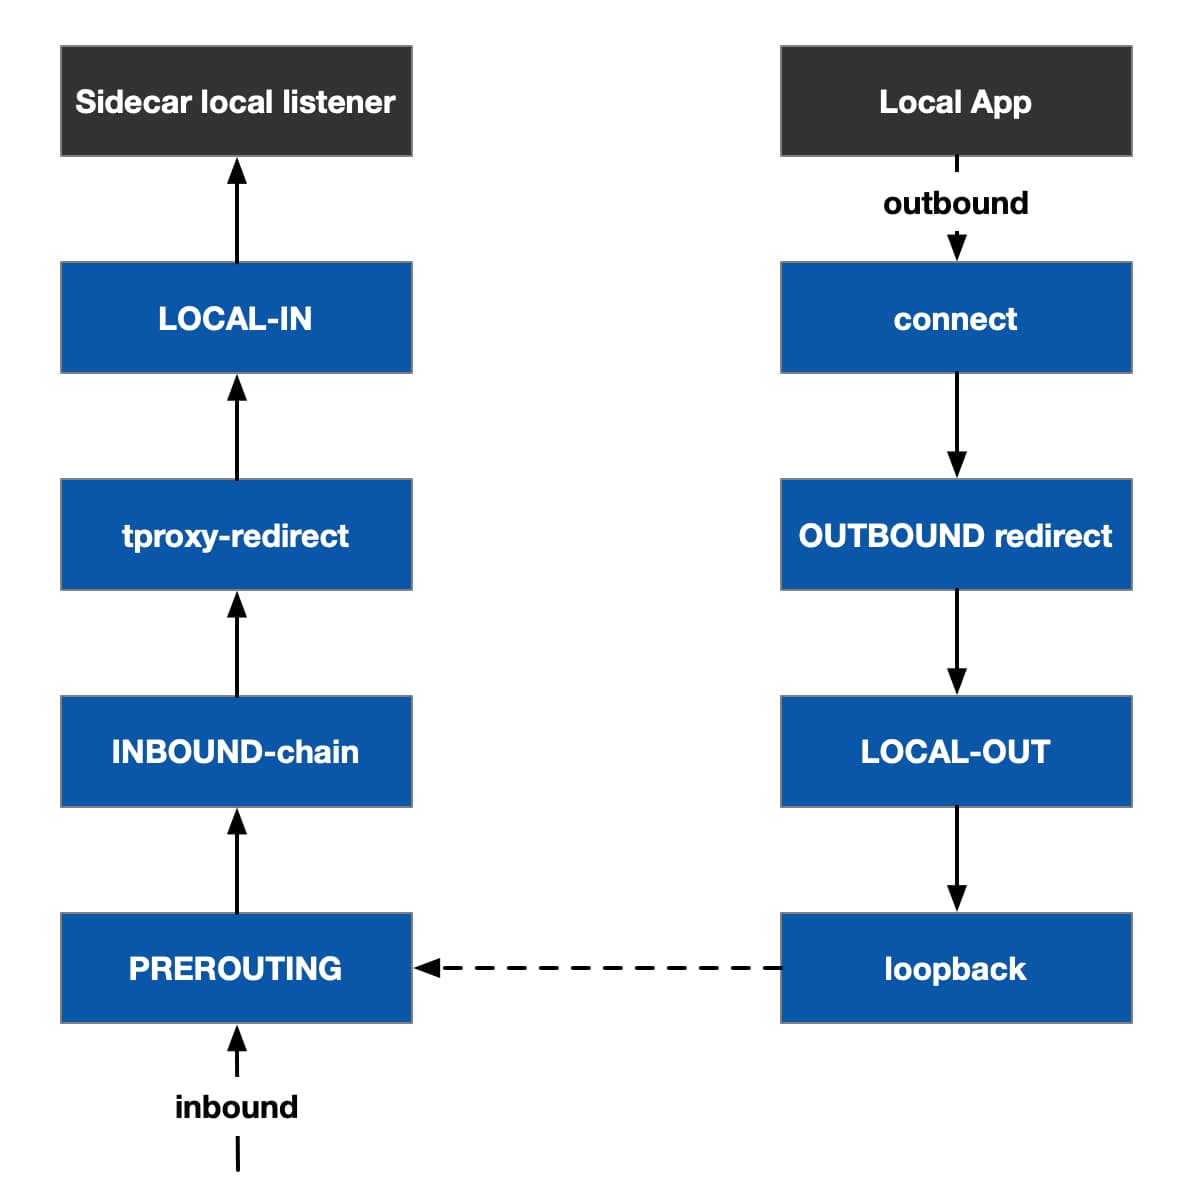 Sidecar local listener
LOCAL-IN
tproxy-redirect
INBOUND-chain
PREROUTING
inbound
Local App
outbound
connect
OUTBOUND redirect
LOCAL-OUT
loopback